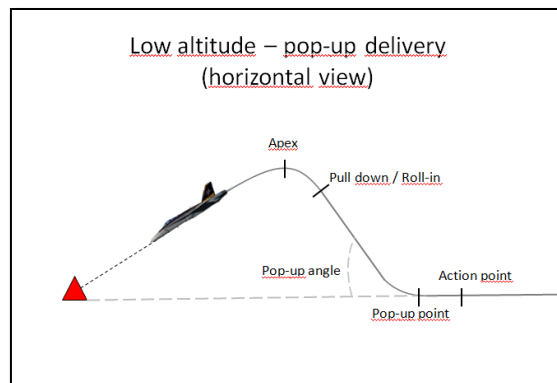 Low altitude – pop-up delivery
(horizontal view)
Apex
Pull down / Roll-in
Pop-up angle
Action point
Pop-up point